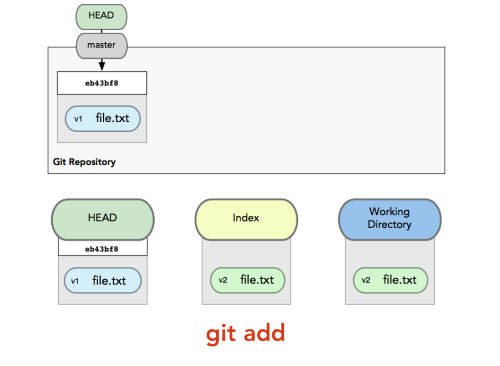 HEAD
master
eb43bf8
v1 file.txt
Git Repository
HEAD
Index
Working
Directory
eb43bf8
v1 file.txt
v2 file.txt
v2 file.txt
git add